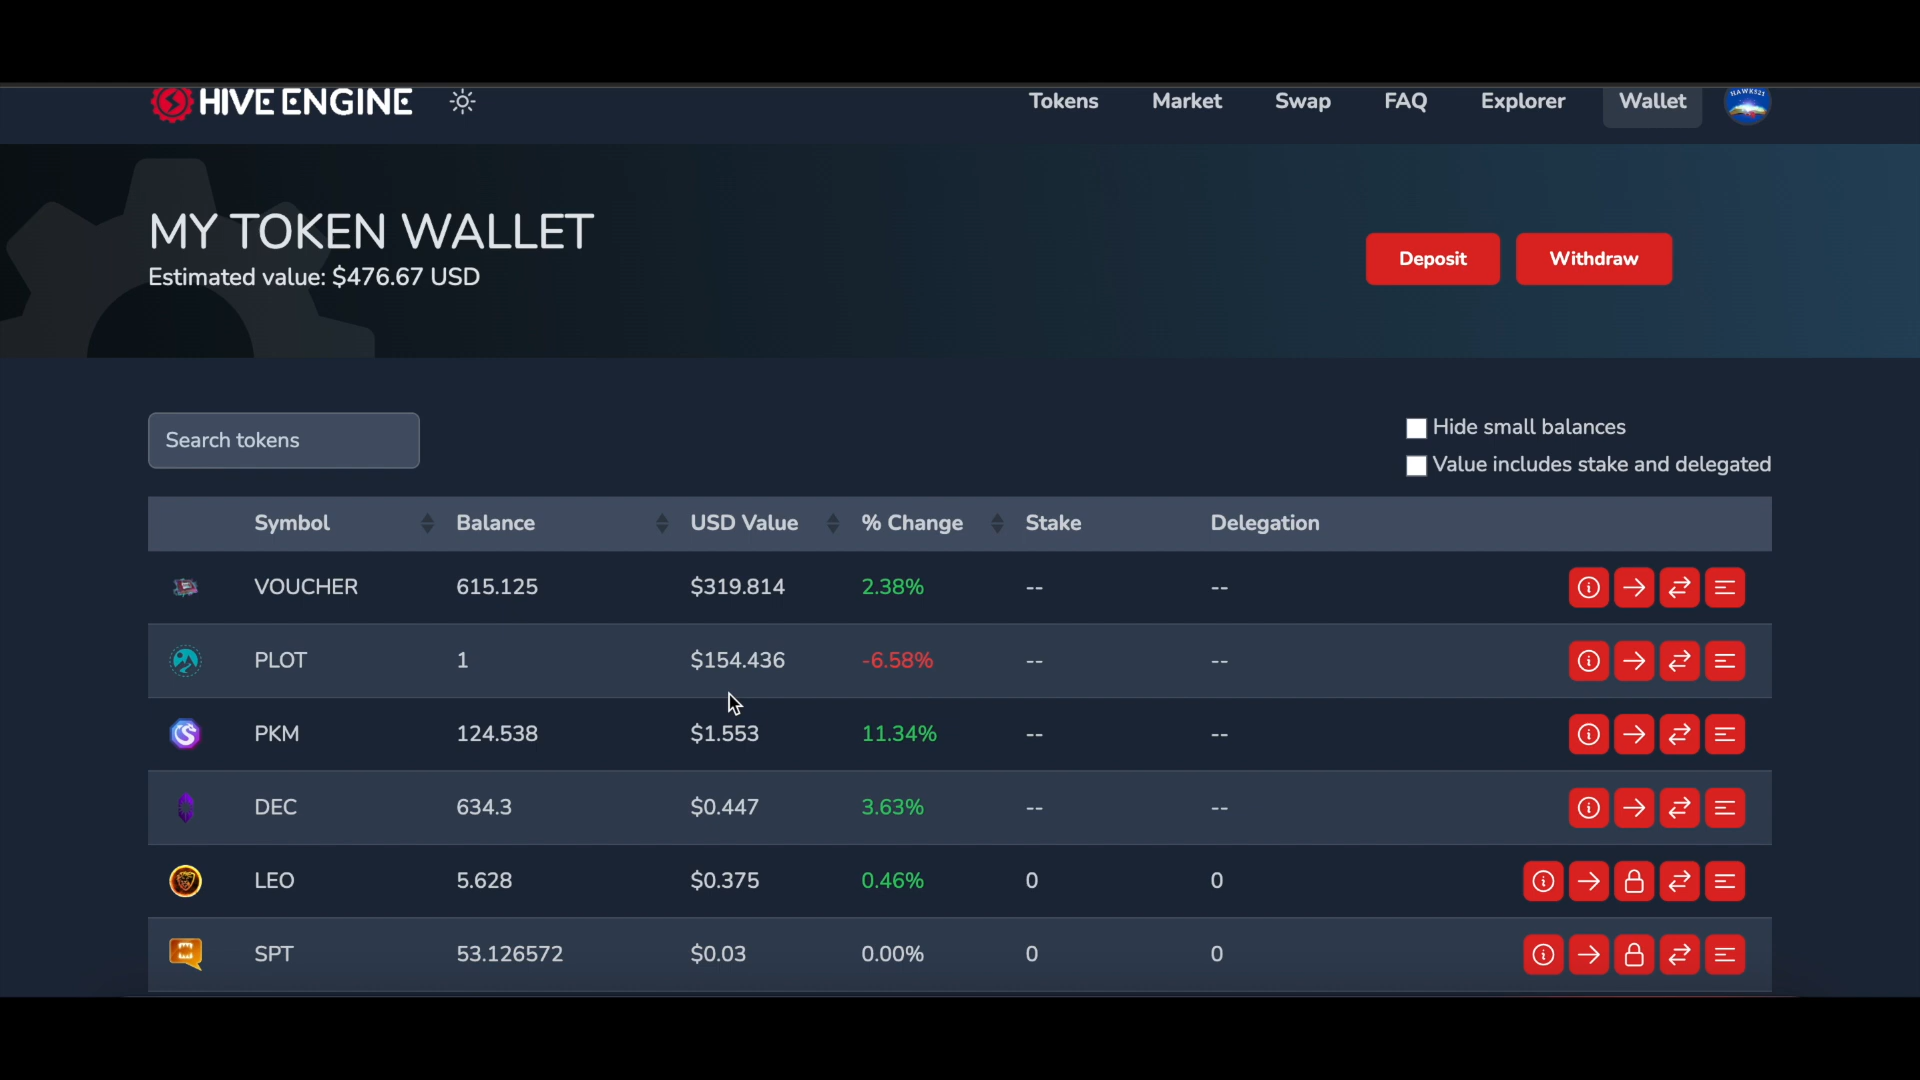 HIVE ENGINE Tokens Market Swap FAQ Explorer Wallet HAWK521
MY TOKEN WALLET
Estimated value: $476.67 USD
Deposit Withdraw
Search tokens
Hide small balances
Value includes stake and delegated
Symbol Balance USD Value % Change Stake Delegation
VOUCHER 615.125 $319.814 2.38% -- --
PLOT 1 $154.436 -6.58% -- --
PKM 124.538 $1.553 11.34% -- --
DEC 634.3 $0.447 3.63% -- --
LEO 5.628 $0.375 0.46% 0 0
SPT 53.126572 $0.03 0.00% 0 0